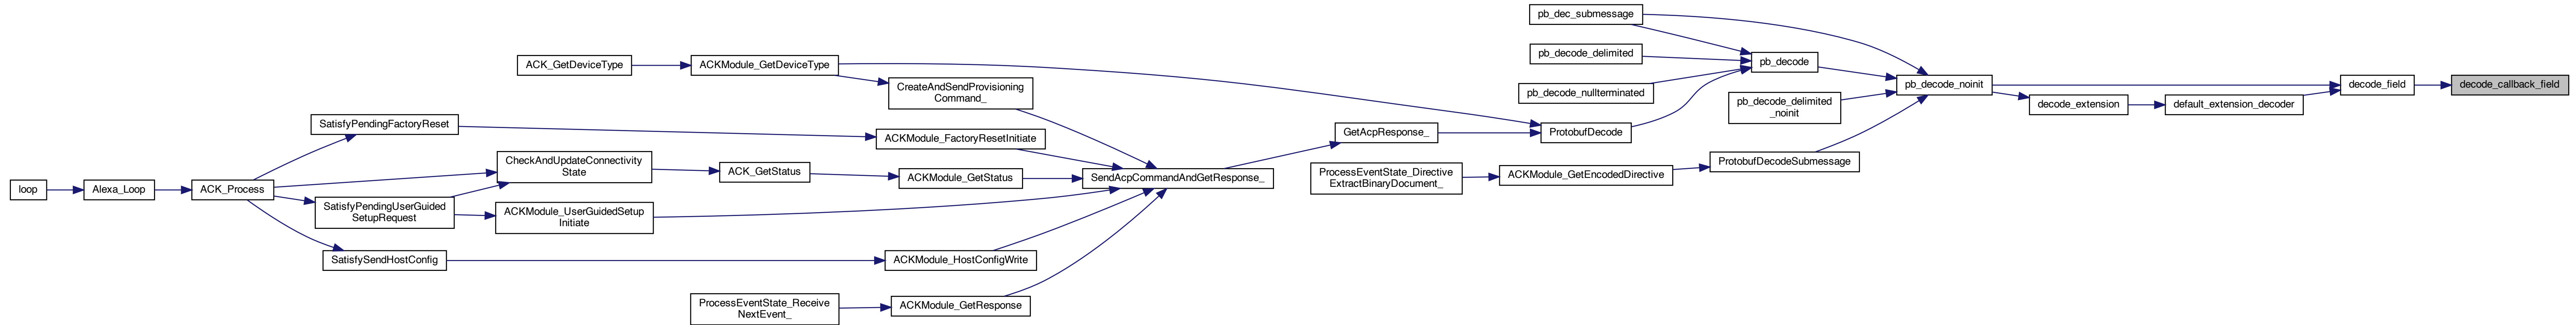 loop
Alexa_Loop
ACK_Process
SatisfyPendingFactoryReset
CheckAndUpdateConnectivity
State
SatisfyPendingUserGuided
SetupRequest
SatisfySendHostConfig
ACK_GetDeviceType
ACKModule_UserGuidedSetup
Initiate
ACK_GetStatus
ACKModule_GetDeviceType
ProcessEventState_Receive
NextEvent_
CreateAndSendProvisioning
Command_
ACKModule_FactoryResetInitiate
ACKModule_GetStatus
ACKModule_HostConfigWrite
ACKModule_GetResponse
SendAcpCommandAndGetResponse_
GetAcpResponse_
ProcessEventState_Directive
ExtractBinaryDocument_
ACKModule_GetEncodedDirective
pb_dec_submessage
pb_decode_delimited
pb_decode_nullterminated
ProtobufDecode
pb_decode
pb_decode_delimited
_noinit
ProtobufDecodeSubmessage
pb_decode_noinit
decode_extension
default_extension_decoder
decode_field
decode_callback_field